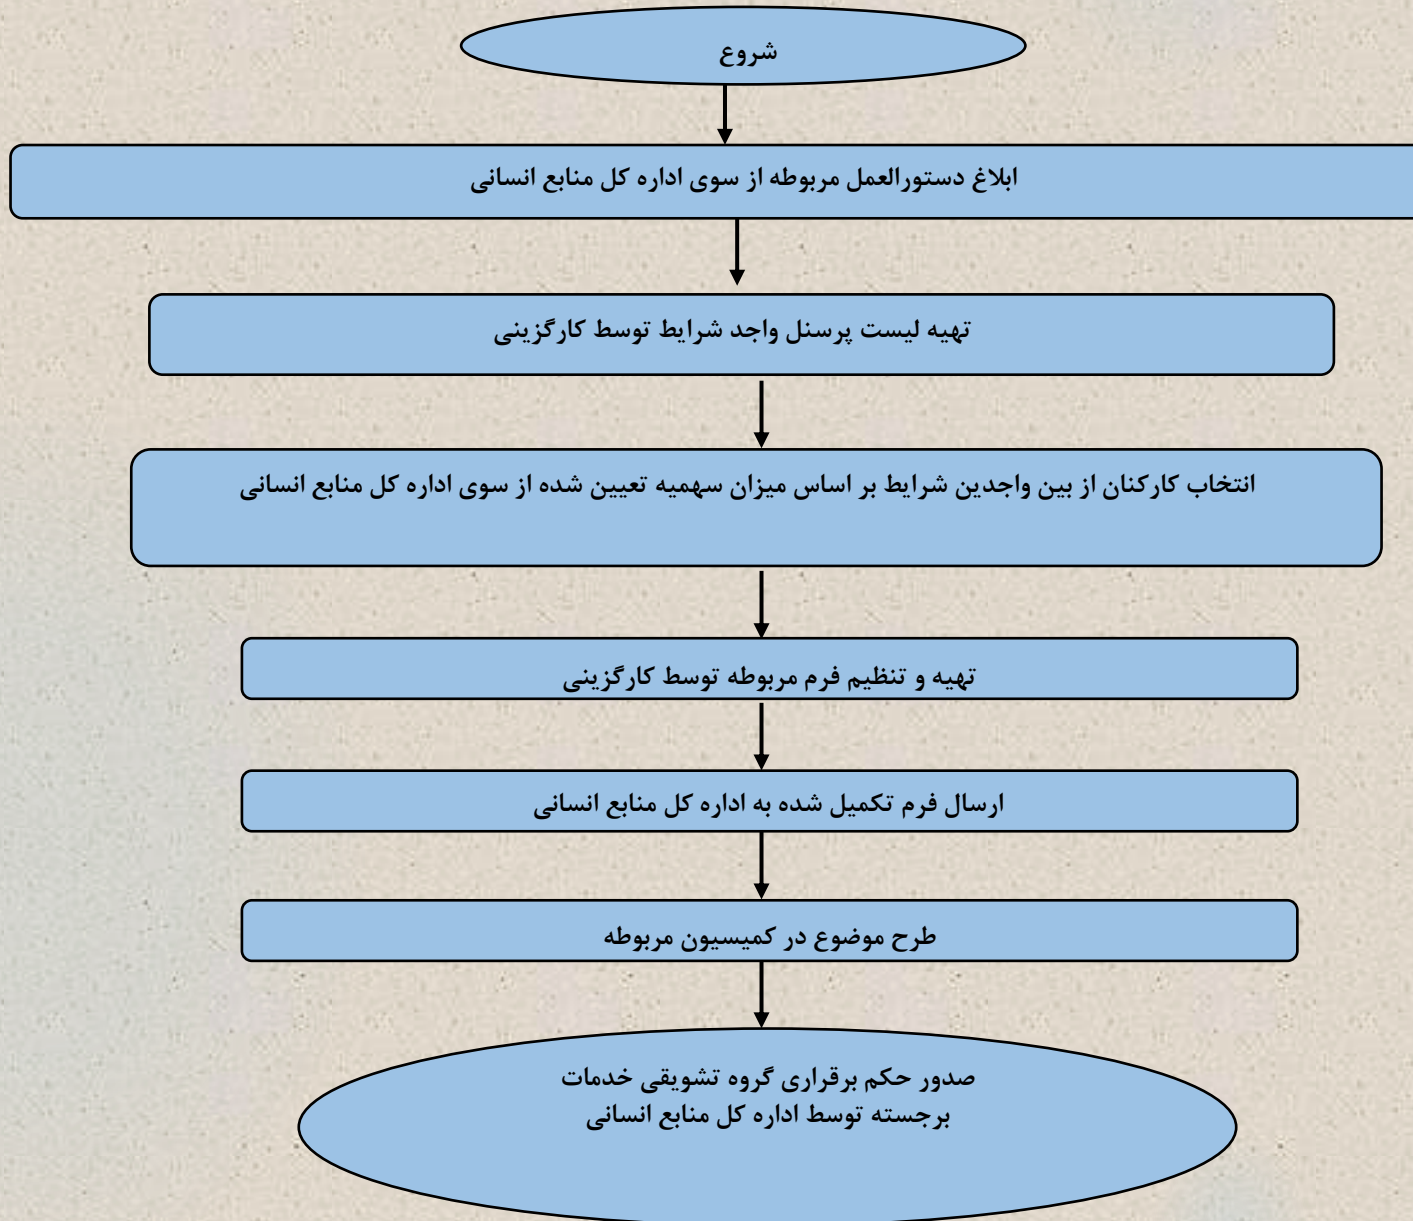 شروع
ابلاغ دستورالعمل مربوطه از سوی اداره کل منابع انسانی
تهیه لیست پرسنل واجد شرایط توسط کارگزینی
انتخاب کارکنان از بین واجدین شرایط بر اساس میزان سهمیه تعیین شده از سوی اداره کل منابع انسانی
تهیه و تنظیم فرم مربوطه توسط کارگزینی
ارسال فرم تکمیل شده به اداره کل منابع انسانی
طرح موضوع در کمیسیون مربوطه
صدور حکم برقراری گروه تشویقی خدمات
برجسته توسط اداره کل منابع انسانی